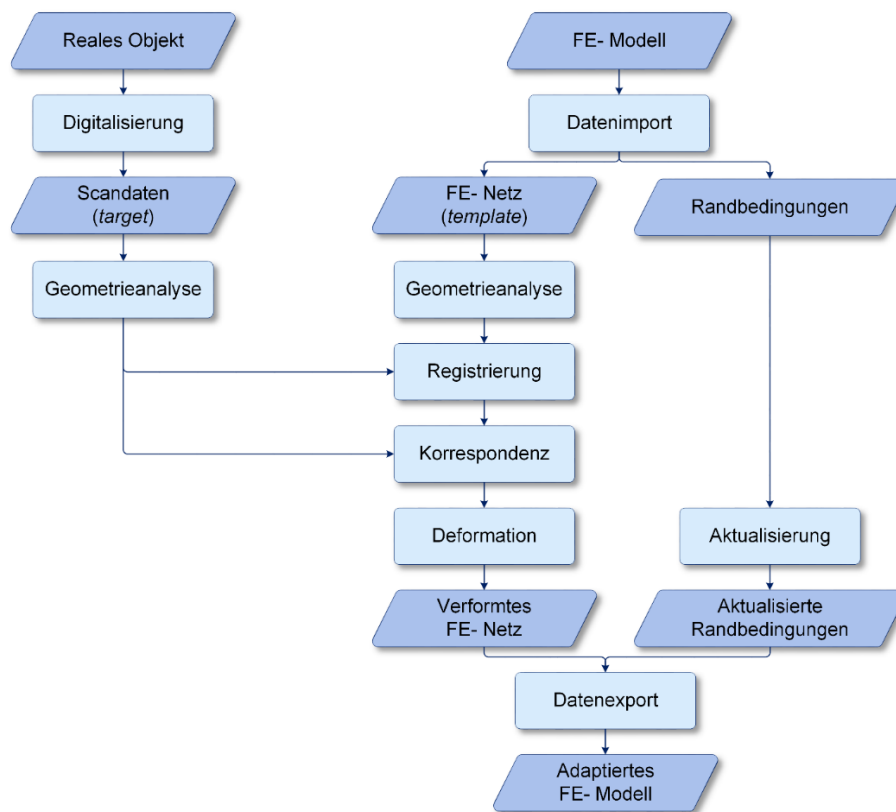 Reales Objekt
FE- Modell
Digitalisierung
Datenimport
Scandaten
(target)
FE- Netz
(template)
Randbedingungen
Geometrieanalyse
Geometrieanalyse
Registrierung
Korrespondenz
Deformation
Aktualisierung
Verformtes
FE- Netz
Aktualisierte
Randbedingungen
Datenexport
Adaptiertes
FE- Modell